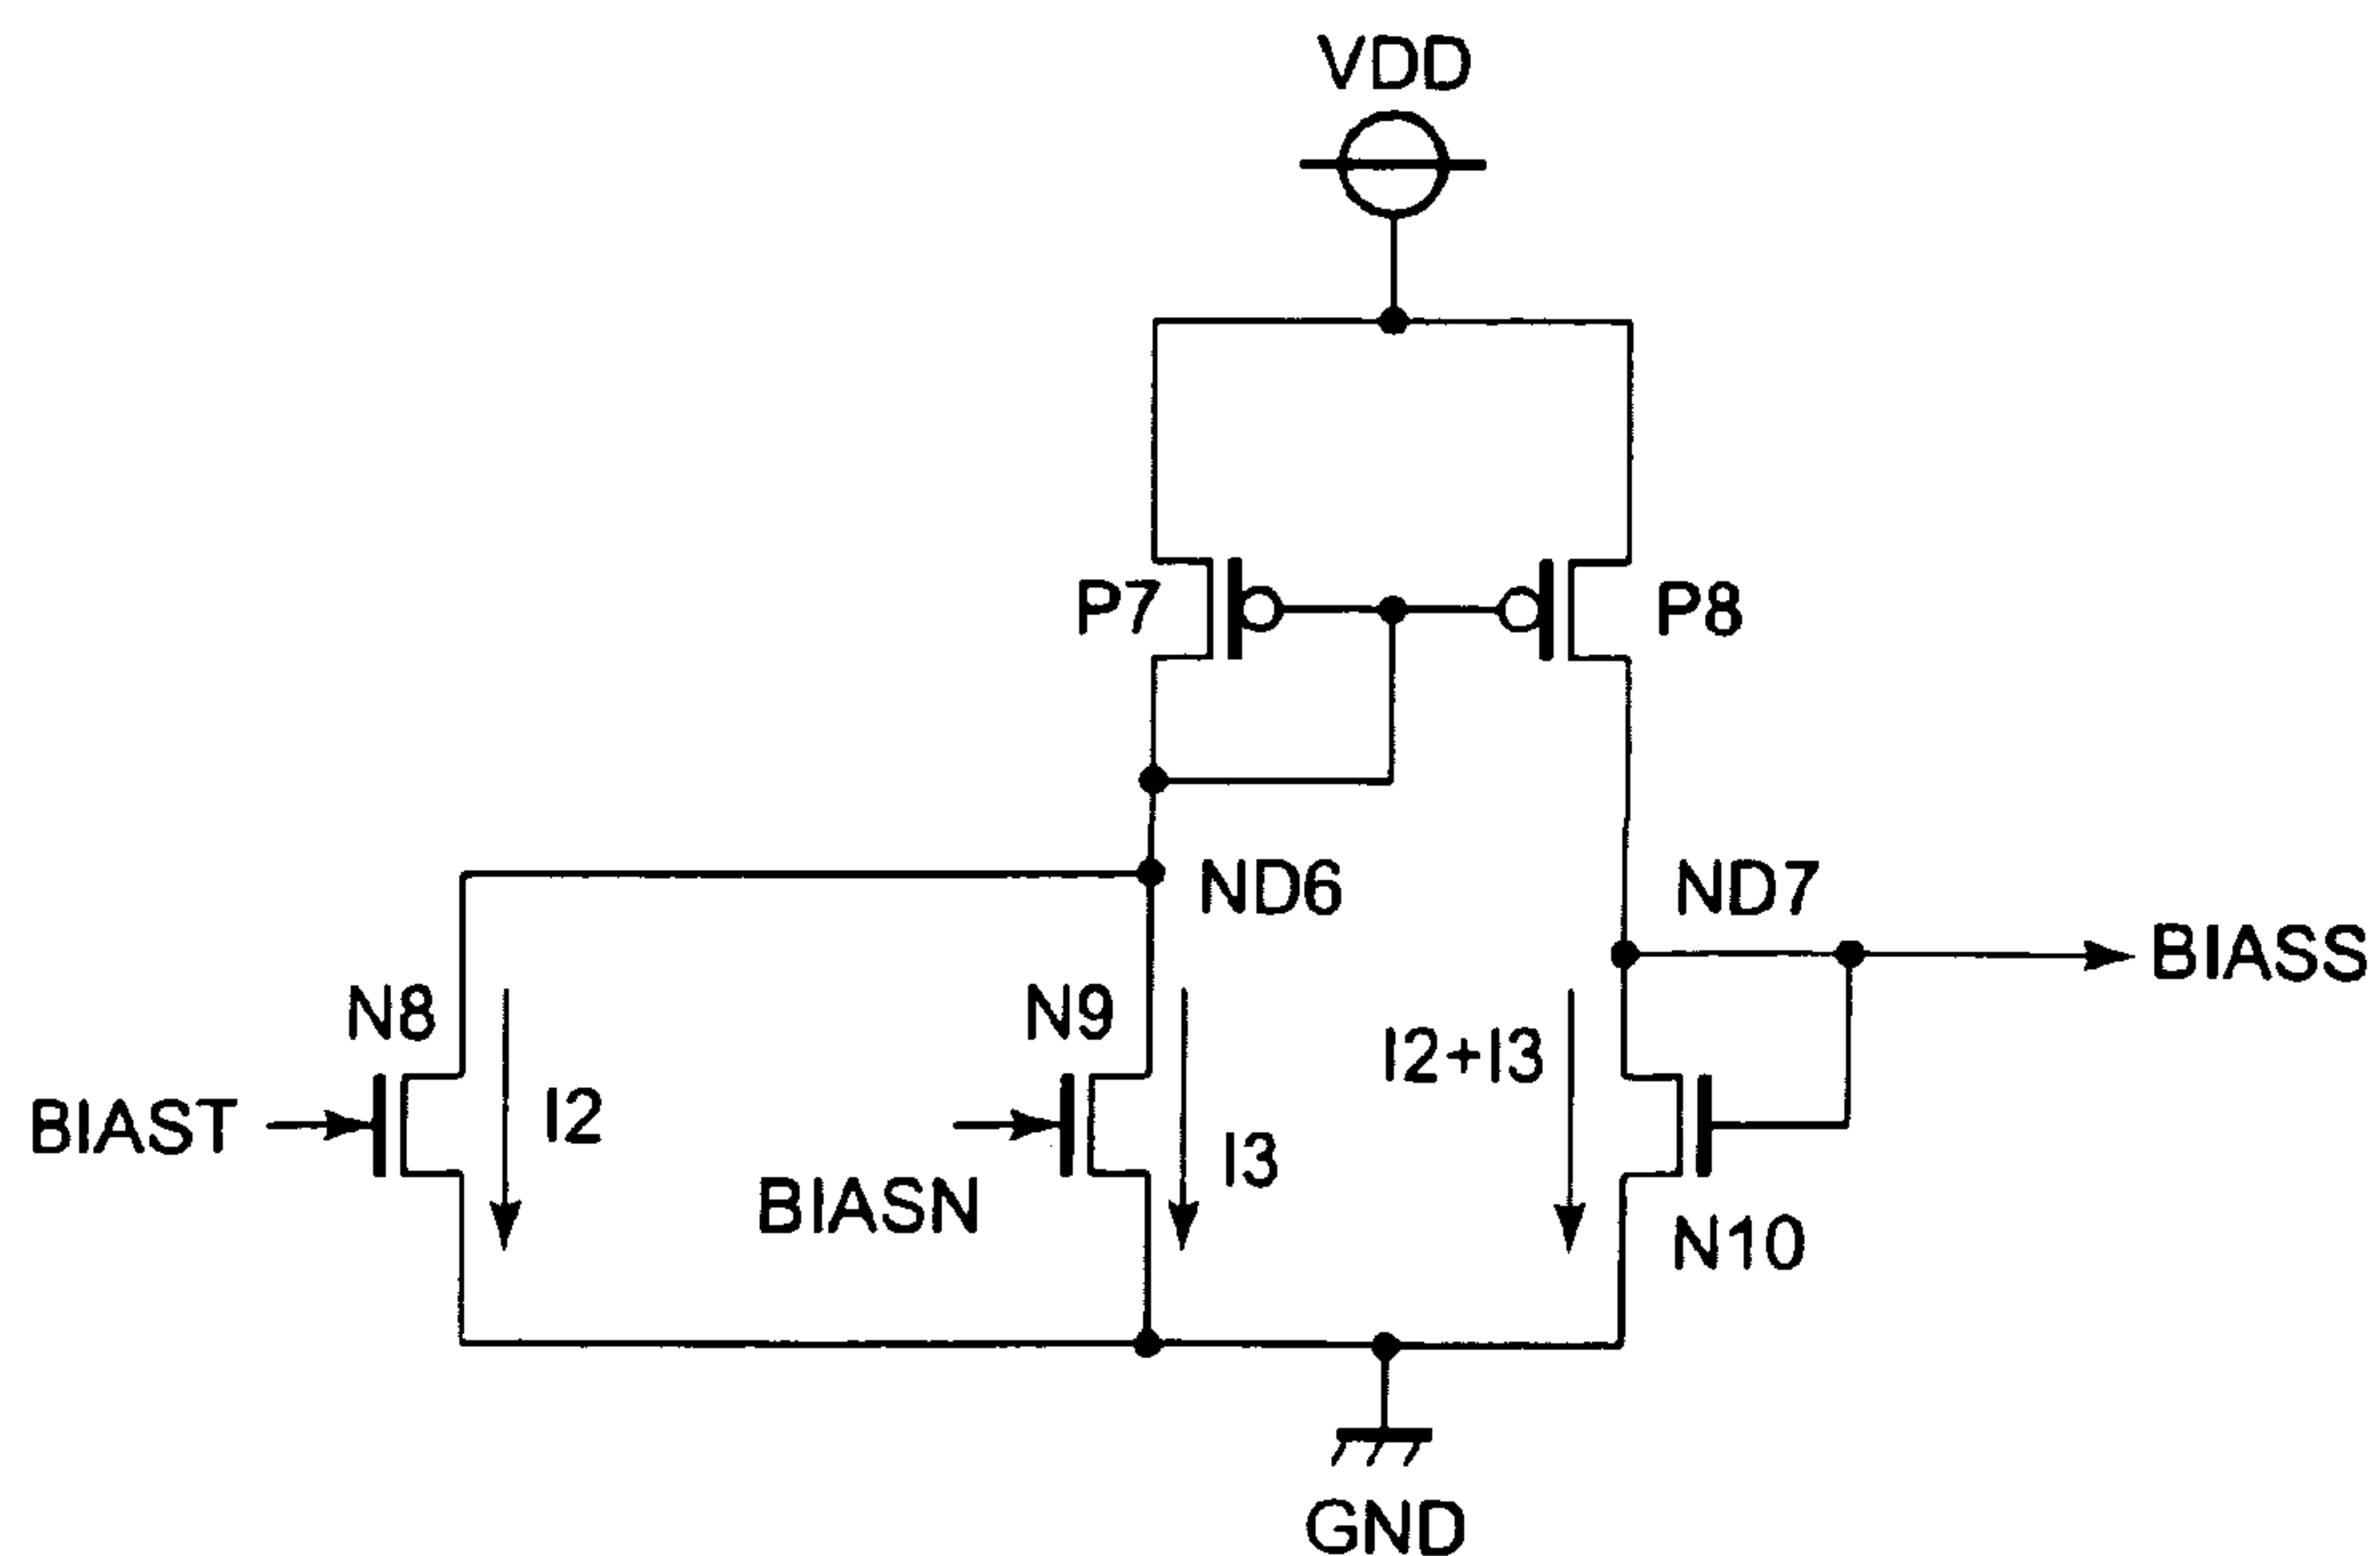 VDD
P7
P8
ND6
ND7
BIASS
N8
N9
I2+I3
BIAST
I2
I3
BIASN
N10
GND